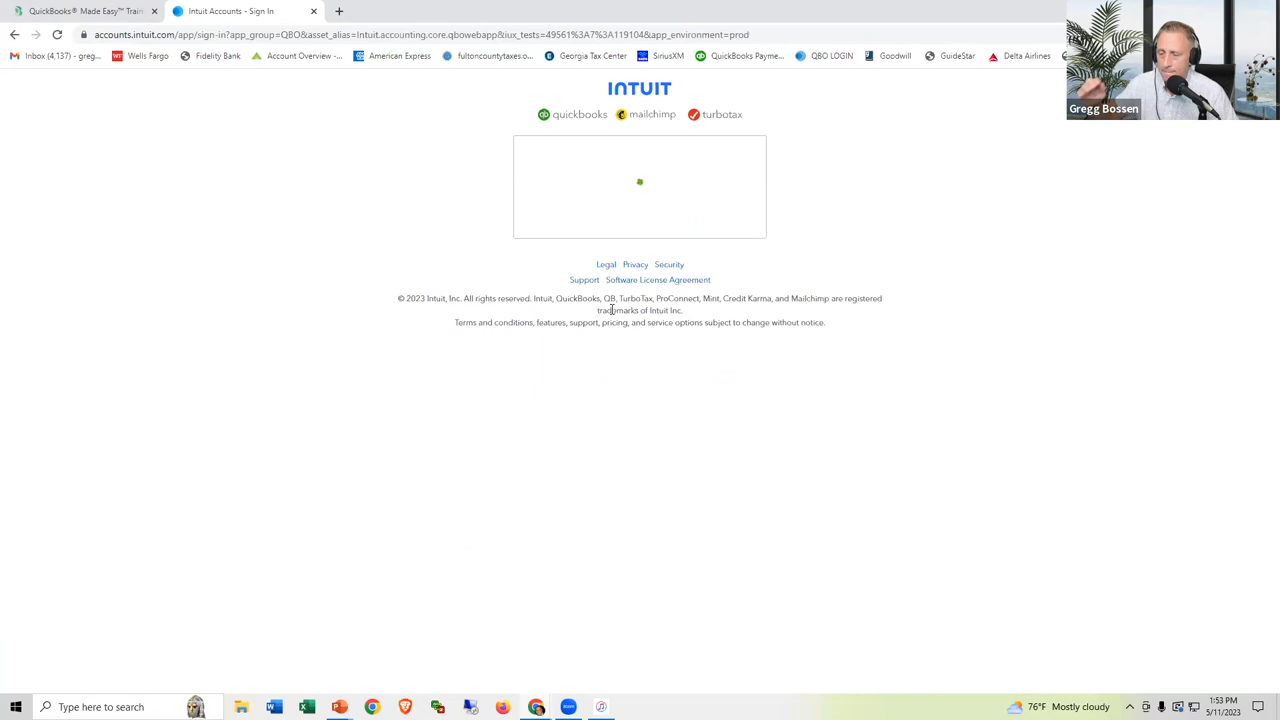 QuickBooks® Made Easy™ Train
Intuit Accounts - Sign In
accounts.intuit.com/app/sign-in?app_group=QBO&asset_alias=Intuit.accounting.core.qbowebapp&iux_tests=49561%3A7%3A119104&app_environment=prod
Inbox (4,137) - greg...
Wells Fargo
Fidelity Bank
Account Overview -...
American Express
fultoncountytaxes.o...
Georgia Tax Center
SiriusXM
QuickBooks Payme...
QBO LOGIN
Goodwill
GuideStar
Delta Airlines
Gregg Bossen
INTUIT
quickbooks mailchimp turbotax
Legal Privacy Security
Support Software License Agreement
© 2023 Intuit, Inc. All rights reserved. Intuit, QuickBooks, QB, TurboTax, ProConnect, Mint, Credit Karma, and Mailchimp are registered
trademarks of Intuit Inc.
Terms and conditions, features, support, pricing, and service options subject to change without notice.
Type here to search
76°F Mostly cloudy
1:53 PM
5/11/2023